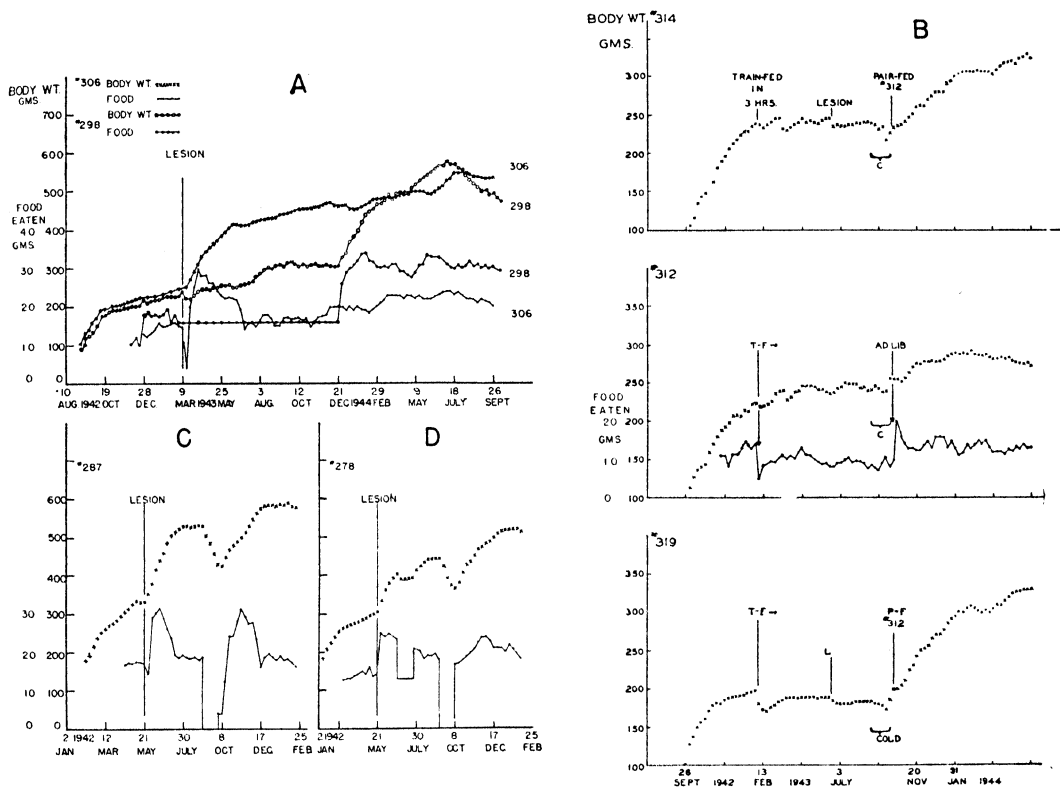 A
BODY WT.
GMS
#306 BODY WT.
FOOD
#298 BODY WT
FOOD
LESION
700
600
500
400
FOOD
EATEN
40
GMS
30 300
20 200
10 100
0 0
306
298
298
306
10 19 28 9 25 3 12 21 29 9 18 26
AUG 1942 OCT DEC MAR 1943 MAY AUG. OCT DEC 1944 FEB MAY JULY SEPT
C
#287
LESION
600
500
400
30 300
20 200
10 100
0 0
2 1942 12 21 30 8 17 25
JAN MAR MAY JULY OCT DEC FEB
D
#278
LESION
2 1942 21 30 8 17 25
JAN MAY JULY OCT DEC FEB
B
BODY WT. #314
GMS.
300
250
200
150
100
TRAIN-FED
IN
3 HRS.
LESION
PAIR-FED
#312
C
#312
350
300
250
200
150
100
FOOD
EATEN
20
GMS
10
0
T-F→
AD LIB
C
#319
350
300
250
200
150
100
T-F→
L
P-F
#312
COLD
26 13 3 20 31
SEPT 1942 FEB 1943 JULY NOV JAN 1944